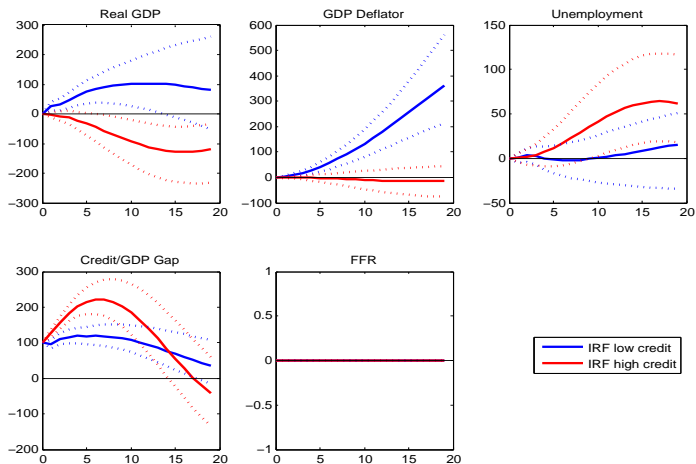 Real GDP
300
200
100
0
−100
−200
−300
0 5 10 15 20
GDP Deflator
600
500
400
300
200
100
0
−100
0 5 10 15 20
Unemployment
150
100
50
0
−50
0 5 10 15 20
Credit/GDP Gap
300
200
100
0
−100
−200
0 5 10 15 20
FFR
1
0.5
0
−0.5
−1
0 5 10 15 20
IRF low credit
IRF high credit